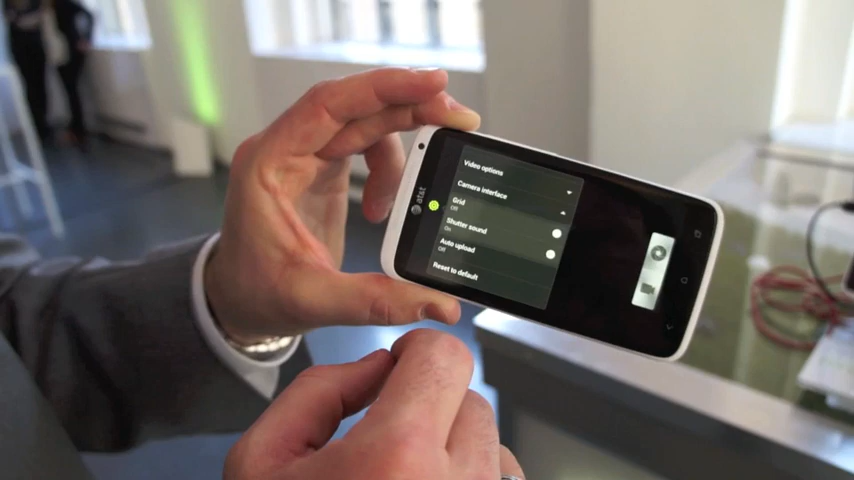 Video options
Camera interface
Grid
Off
Shutter sound
On
Auto upload
Off
Reset to default
at&t